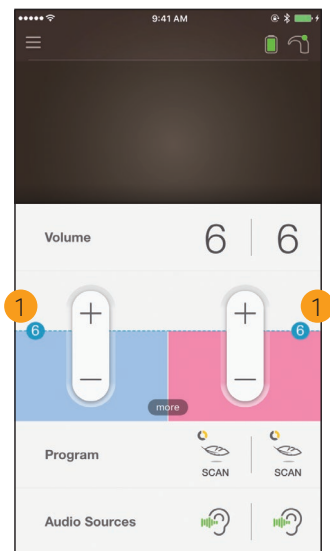 9:41 AM
Volume
6 6
1 1
+ +
6 6
— —
more
Program
SCAN SCAN
Audio Sources